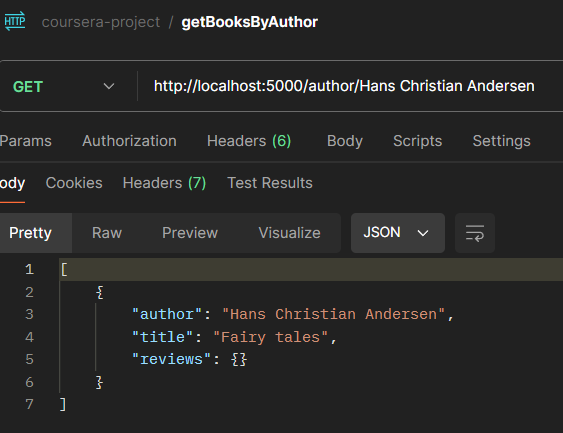 HTTP coursera-project / getBooksByAuthor
GET http://localhost:5000/author/Hans Christian Andersen
Params Authorization Headers (6) Body Scripts Settings
ody Cookies Headers (7) Test Results
Pretty Raw Preview Visualize JSON
1 [
2 {
3 "author": "Hans Christian Andersen",
4 "title": "Fairy tales",
5 "reviews": {}
6 }
7 ]